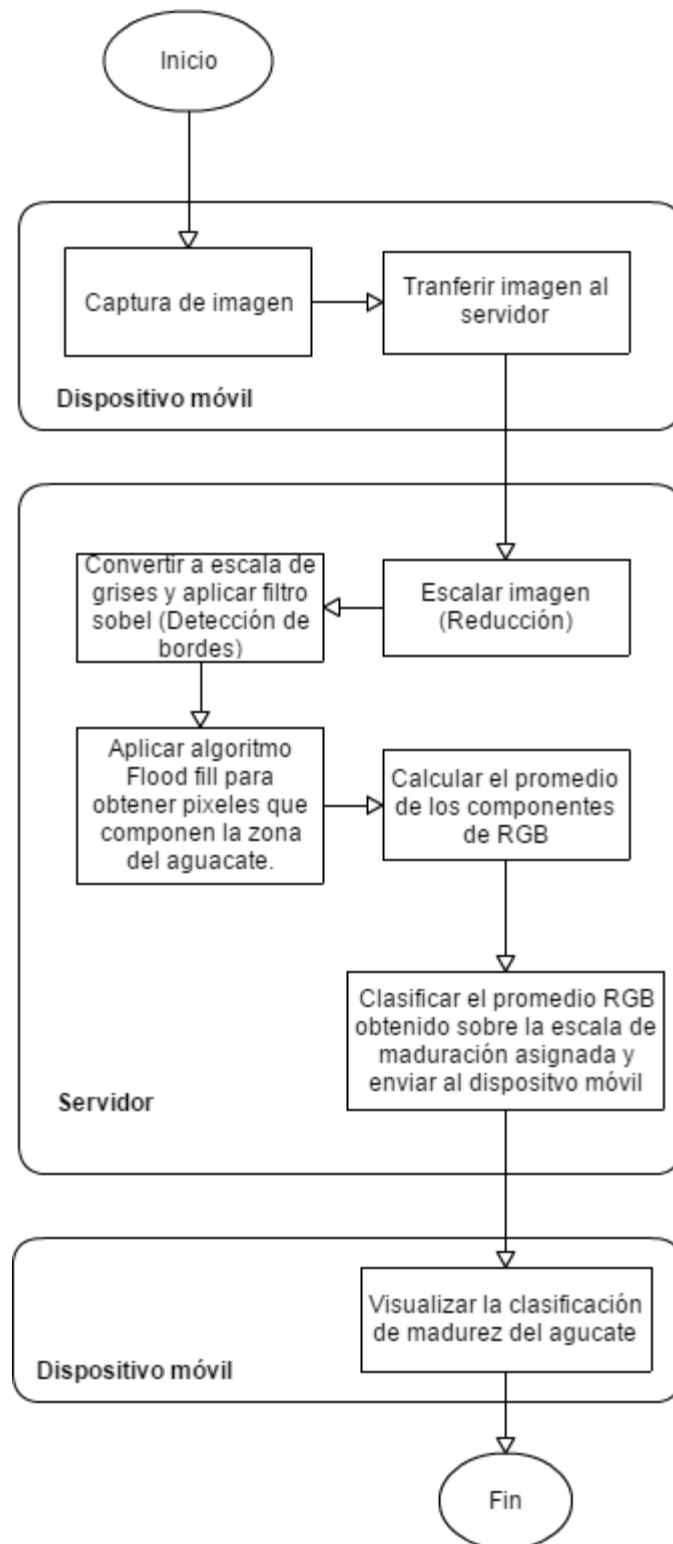 Inicio
Captura de imagen
Tranferir imagen al
servidor
Dispositivo móvil
Escalar imagen
(Reducción)
Convertir a escala de
grises y aplicar filtro
sobel (Detección de
bordes)
Aplicar algoritmo
Flood fill para
obtener pixeles que
componen la zona
del aguacate.
Calcular el promedio
de los componentes
de RGB
Clasificar el promedio RGB
obtenido sobre la escala de
maduración asignada y
enviar al dispositvo móvil
Servidor
Visualizar la clasificación
de madurez del agucate
Dispositivo móvil
Fin